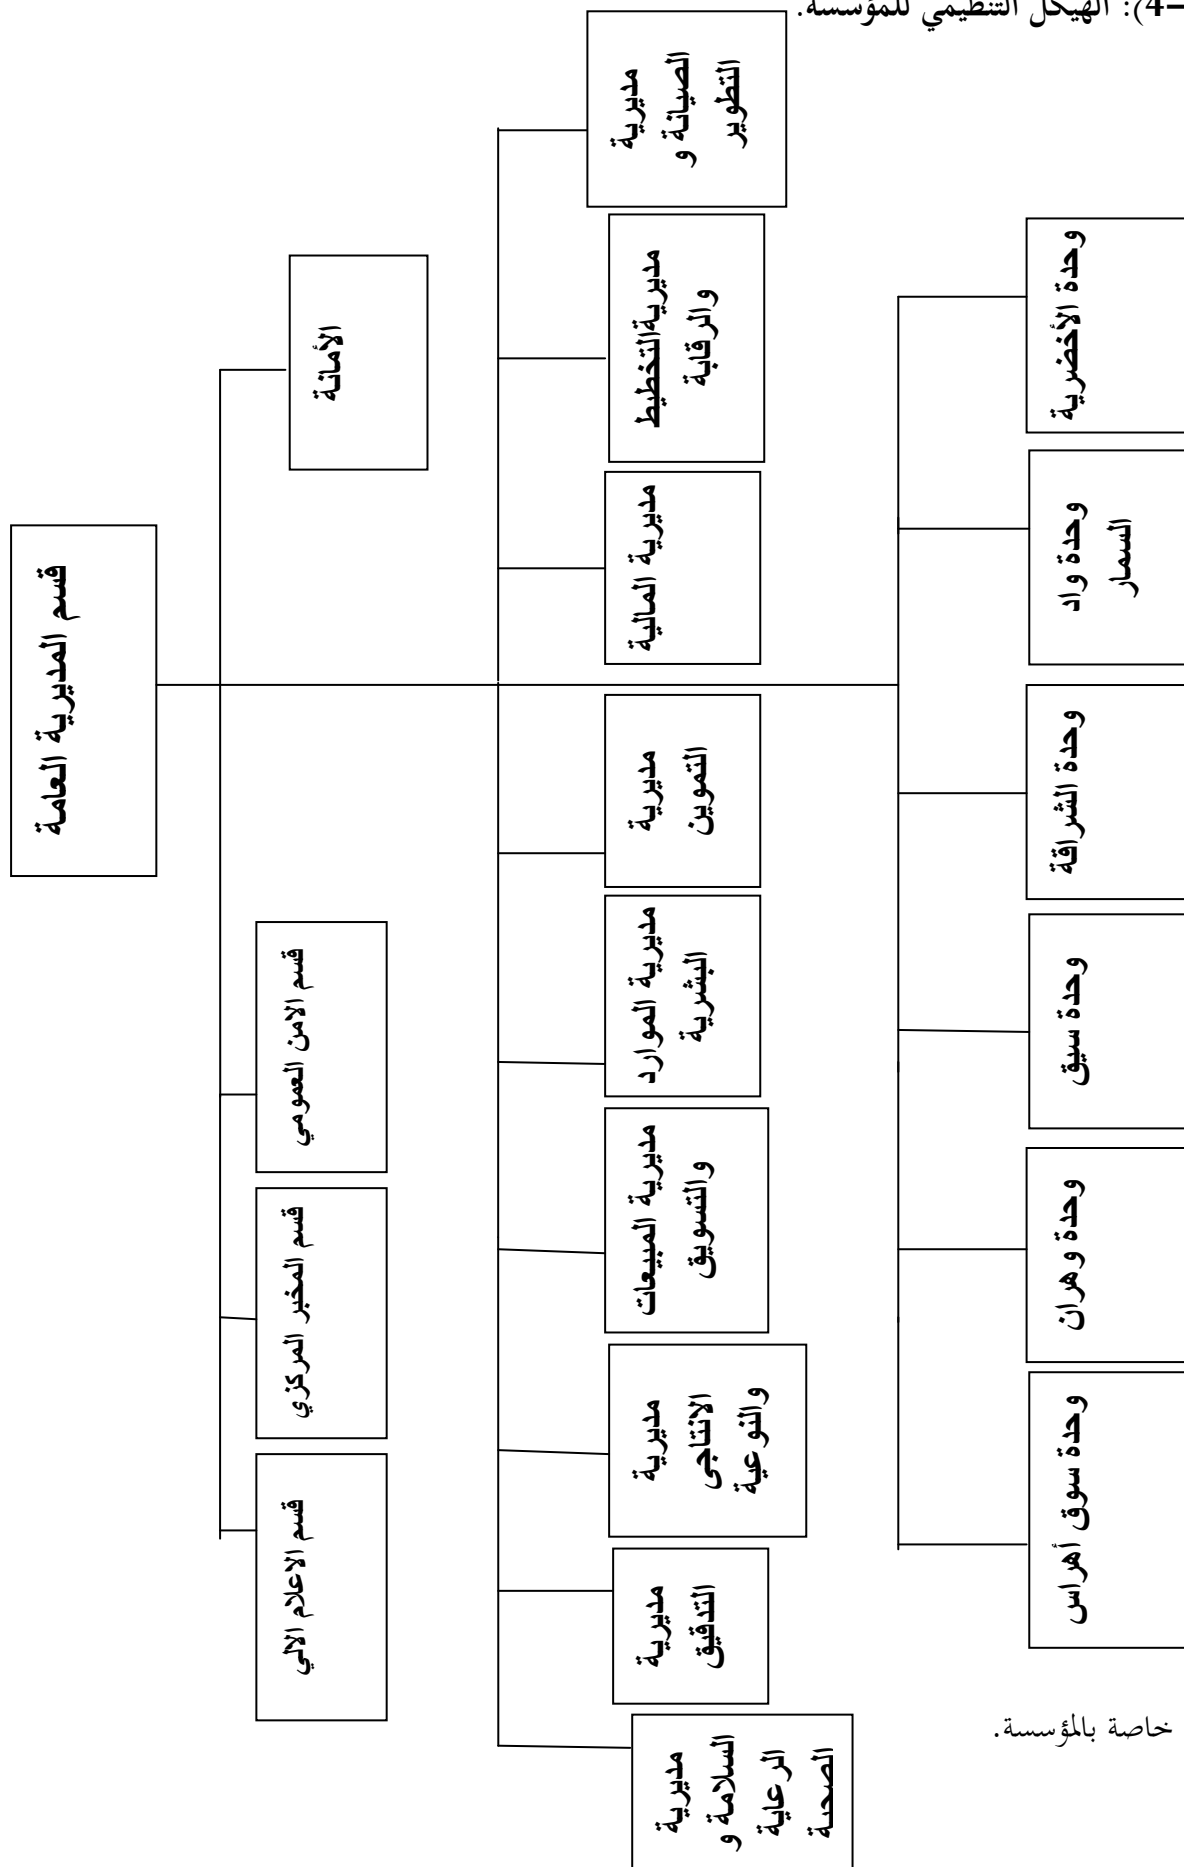 4): الهيكل التنظيمي للمؤسسة.
قسم المديرية العامة
الأمانة
قسم الامن العمومي
قسم المخبر المركزي
قسم الاعلام الالي
مديرية
الصيانة و
التطوير
مديريةالتخطيط
والرقابة
مديرية المالية
مديرية
التموين
مديرية الموارد
البشرية
مديرية المبيعات
والتسويق
مديرية
الانتاجى
والنوعية
مديرية
التدقيق
مديرية
السلامة و
الرعاية
الصحية
وحدة الأخضرية
وحدة واد
السمار
وحدة الشراقة
وحدة سيق
وحدة وهران
وحدة سوق أهراس
خاصة بالمؤسسة.